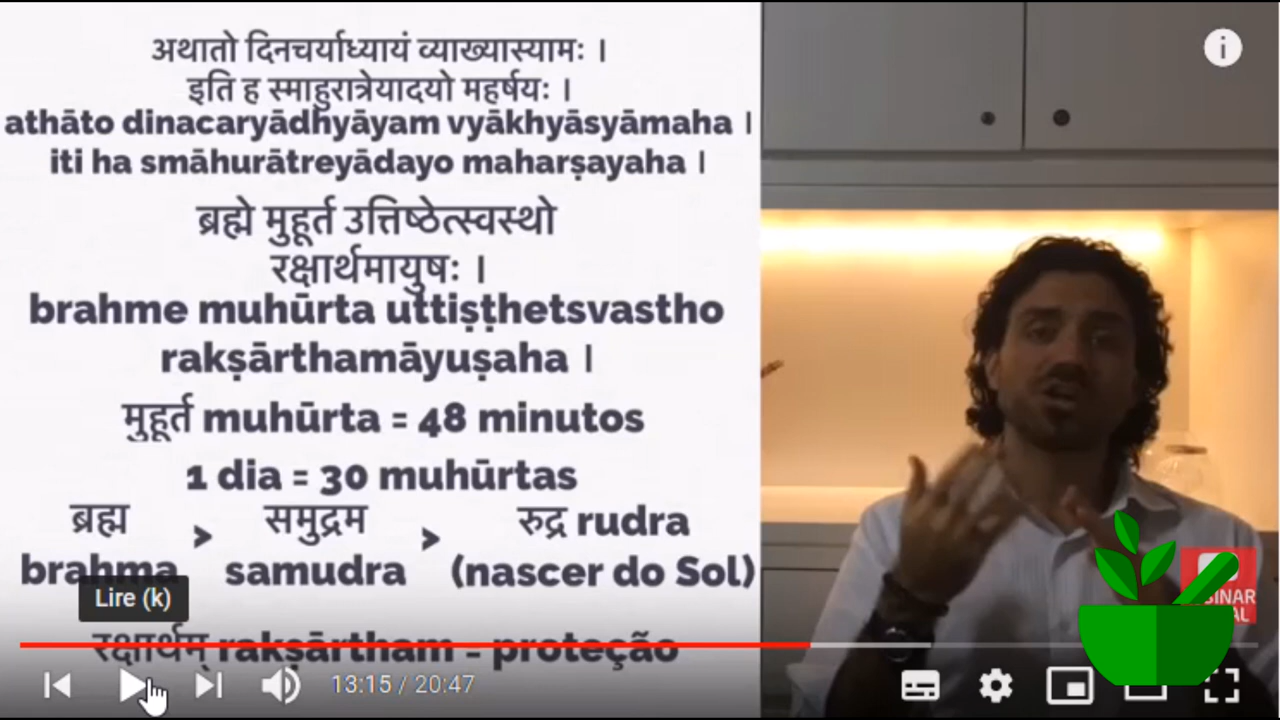 अथातो दिनचर्याध्यायं व्याख्यास्यामः ।
इति ह स्माहुरात्रेयादयो महर्षयः ।
athāto dinacaryādhyāyam vyākhyāsyāmaha ।
iti ha smāhurātreyādayo maharṣayaha ।
ब्रह्मे मुहूर्त उत्तिष्ठेत्स्वस्थो
रक्षार्थमायुषः ।
brahme muhūrta uttiṣṭhetsvastho
rakṣārthamāyuṣaha ।
मुहूर्त muhūrta = 48 minutos
1 dia = 30 muhūrtas
ब्रह्म > समुद्रम > रुद्र rudra
brahma samudra (nascer do Sol)
Lire (k)
रक्षार्थम् rakṣārtham = proteção
13:15 / 20:47